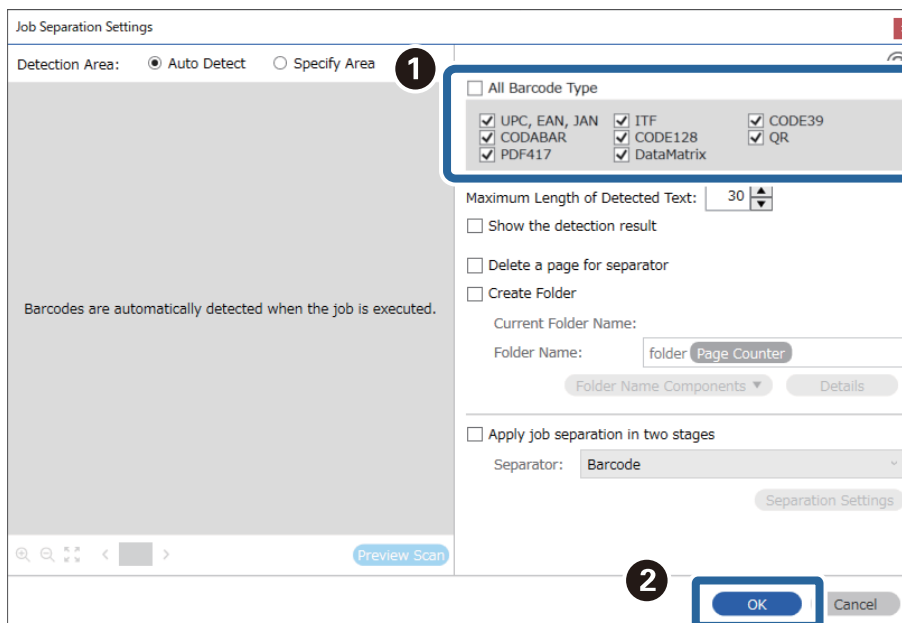 Job Separation Settings
Detection Area: Auto Detect Specify Area
1
All Barcode Type
UPC, EAN, JAN ITF CODE39
CODABAR CODE128 QR
PDF417 DataMatrix
Maximum Length of Detected Text: 30
Show the detection result
Delete a page for separator
Create Folder
Barcodes are automatically detected when the job is executed.
Current Folder Name:
Folder Name: folder Page Counter
Folder Name Components Details
Apply job separation in two stages
Separator: Barcode
Separation Settings
Preview Scan
2
OK Cancel